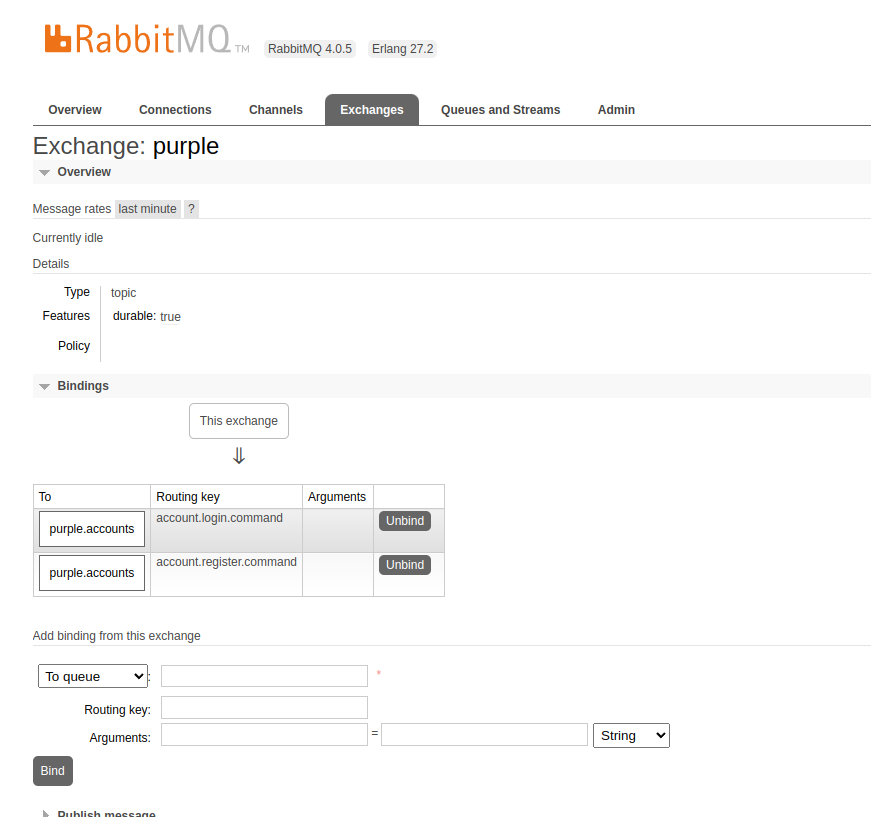 RabbitMQ TM RabbitMQ 4.0.5 Erlang 27.2
Overview Connections Channels Exchanges Queues and Streams Admin
Exchange: purple
Overview
Message rates last minute ?
Currently idle
Details
Type topic
Features durable: true
Policy
Bindings
This exchange
⇓
To Routing key Arguments
purple.accounts account.login.command Unbind
purple.accounts account.register.command Unbind
Add binding from this exchange
To queue : *
Routing key:
Arguments: = String
Bind
Publish message